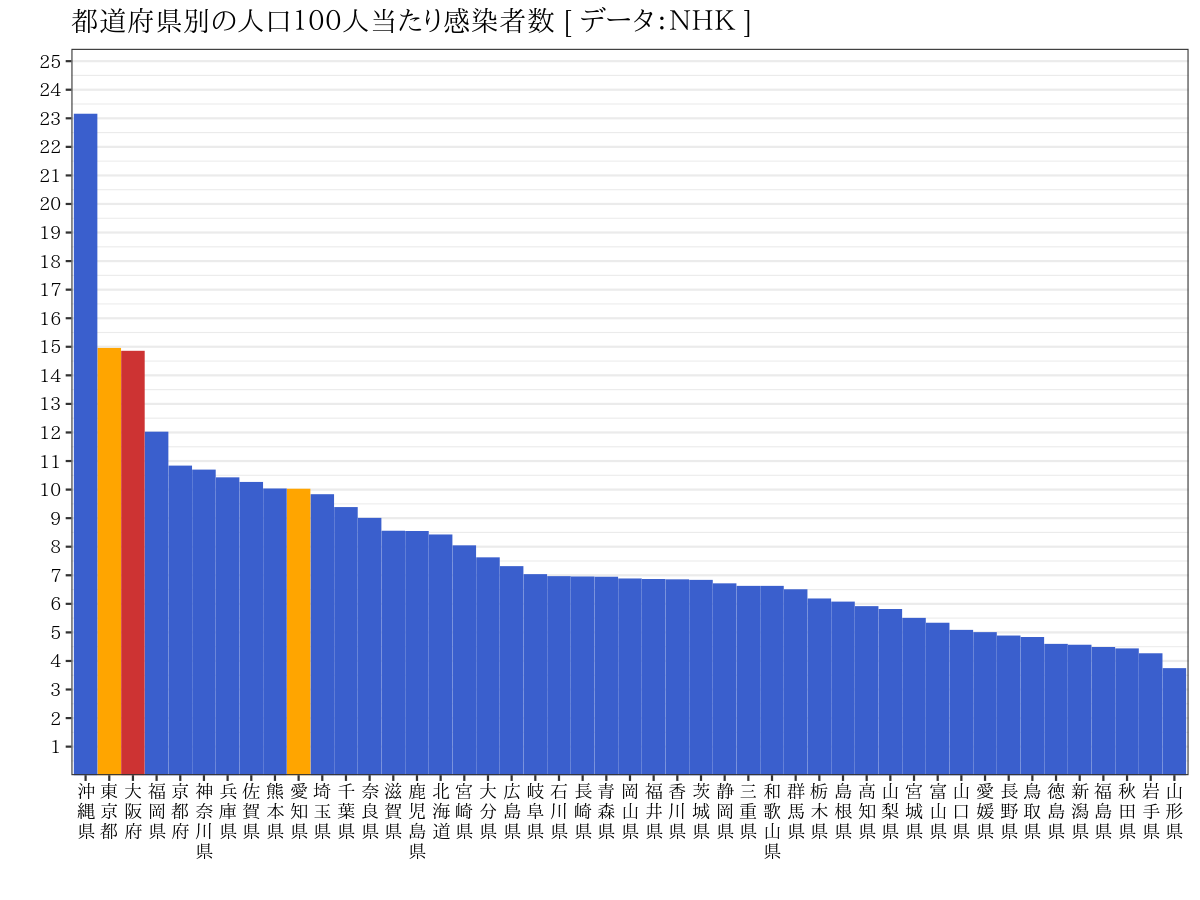 都道府県別の人口100人当たり感染者数 [ データ:NHK ]
25
24
23
22
21
20
19
18
17
16
15
14
13
12
11
10
9
8
7
6
5
4
3
2
1
沖縄県
東京都
大阪府
福岡県
京都府
神奈川県
兵庫県
佐賀県
熊本県
愛知県
埼玉県
千葉県
奈良県
滋賀県
鹿児島県
北海道
宮崎県
大分県
広島県
岐阜県
石川県
長崎県
青森県
岡山県
福井県
香川県
茨城県
静岡県
三重県
和歌山県
群馬県
栃木県
島根県
高知県
山梨県
宮城県
富山県
山口県
愛媛県
長野県
鳥取県
徳島県
新潟県
福島県
秋田県
岩手県
山形県